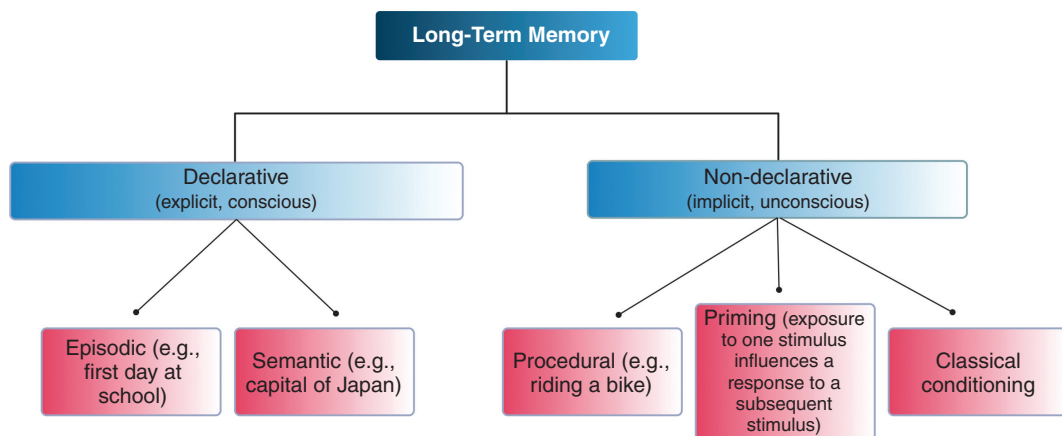 Long-Term Memory
Declarative
(explicit, conscious)
Non-declarative
(implicit, unconscious)
Episodic (e.g.,
first day at
school)
Semantic (e.g.,
capital of Japan)
Procedural (e.g.,
riding a bike)
Priming (exposure
to one stimulus
influences a
response to a
subsequent
stimulus)
Classical
conditioning